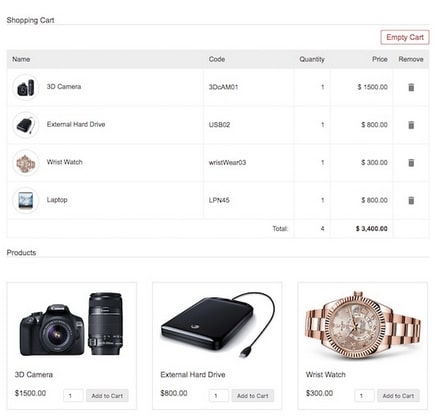 Shopping Cart
Empty Cart
Name Code Quantity Price Remove
3D Camera 3DcAM01 1 $ 1500.00
External Hard Drive USB02 1 $ 800.00
Wrist Watch wristWear03 1 $ 300.00
Laptop LPN45 1 $ 800.00
Total: 4 $ 3,400.00
Products
3D Camera External Hard Drive Wrist Watch
$1500.00 1 Add to Cart $800.00 1 Add to Cart $300.00 1 Add to Cart